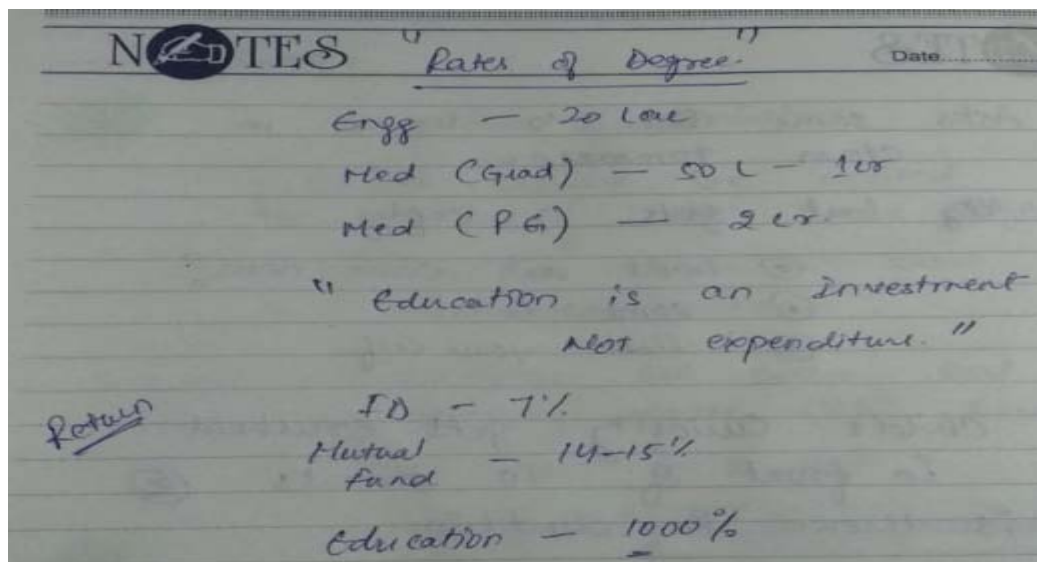 NOTES "Rates of Degree." Date
Engg — 20 Lac
Med (Grad) — 50 L — 1cr
Med (PG) — 2cr
" Education is an Investment
Not expenditure. "
Return FD — 7%
Mutual fund — 14-15%
Education — 1000%